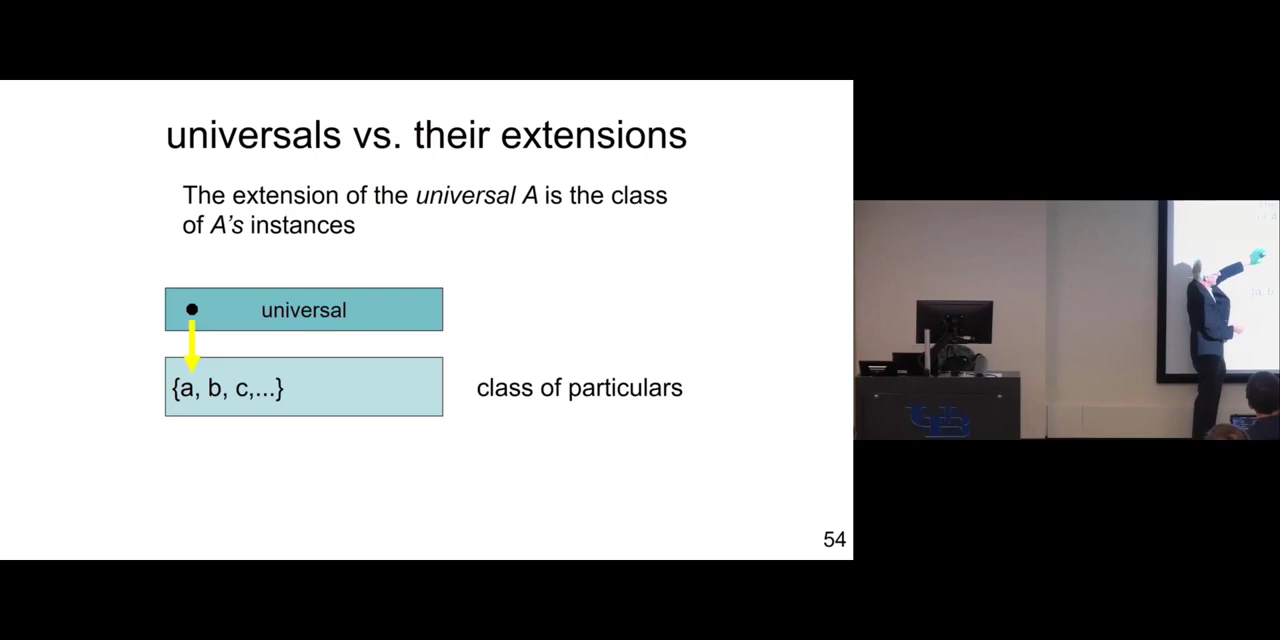 universals vs. their extensions
The extension of the universal A is the class
of A's instances
universal
{a, b, c,...}
class of particulars
54
UB